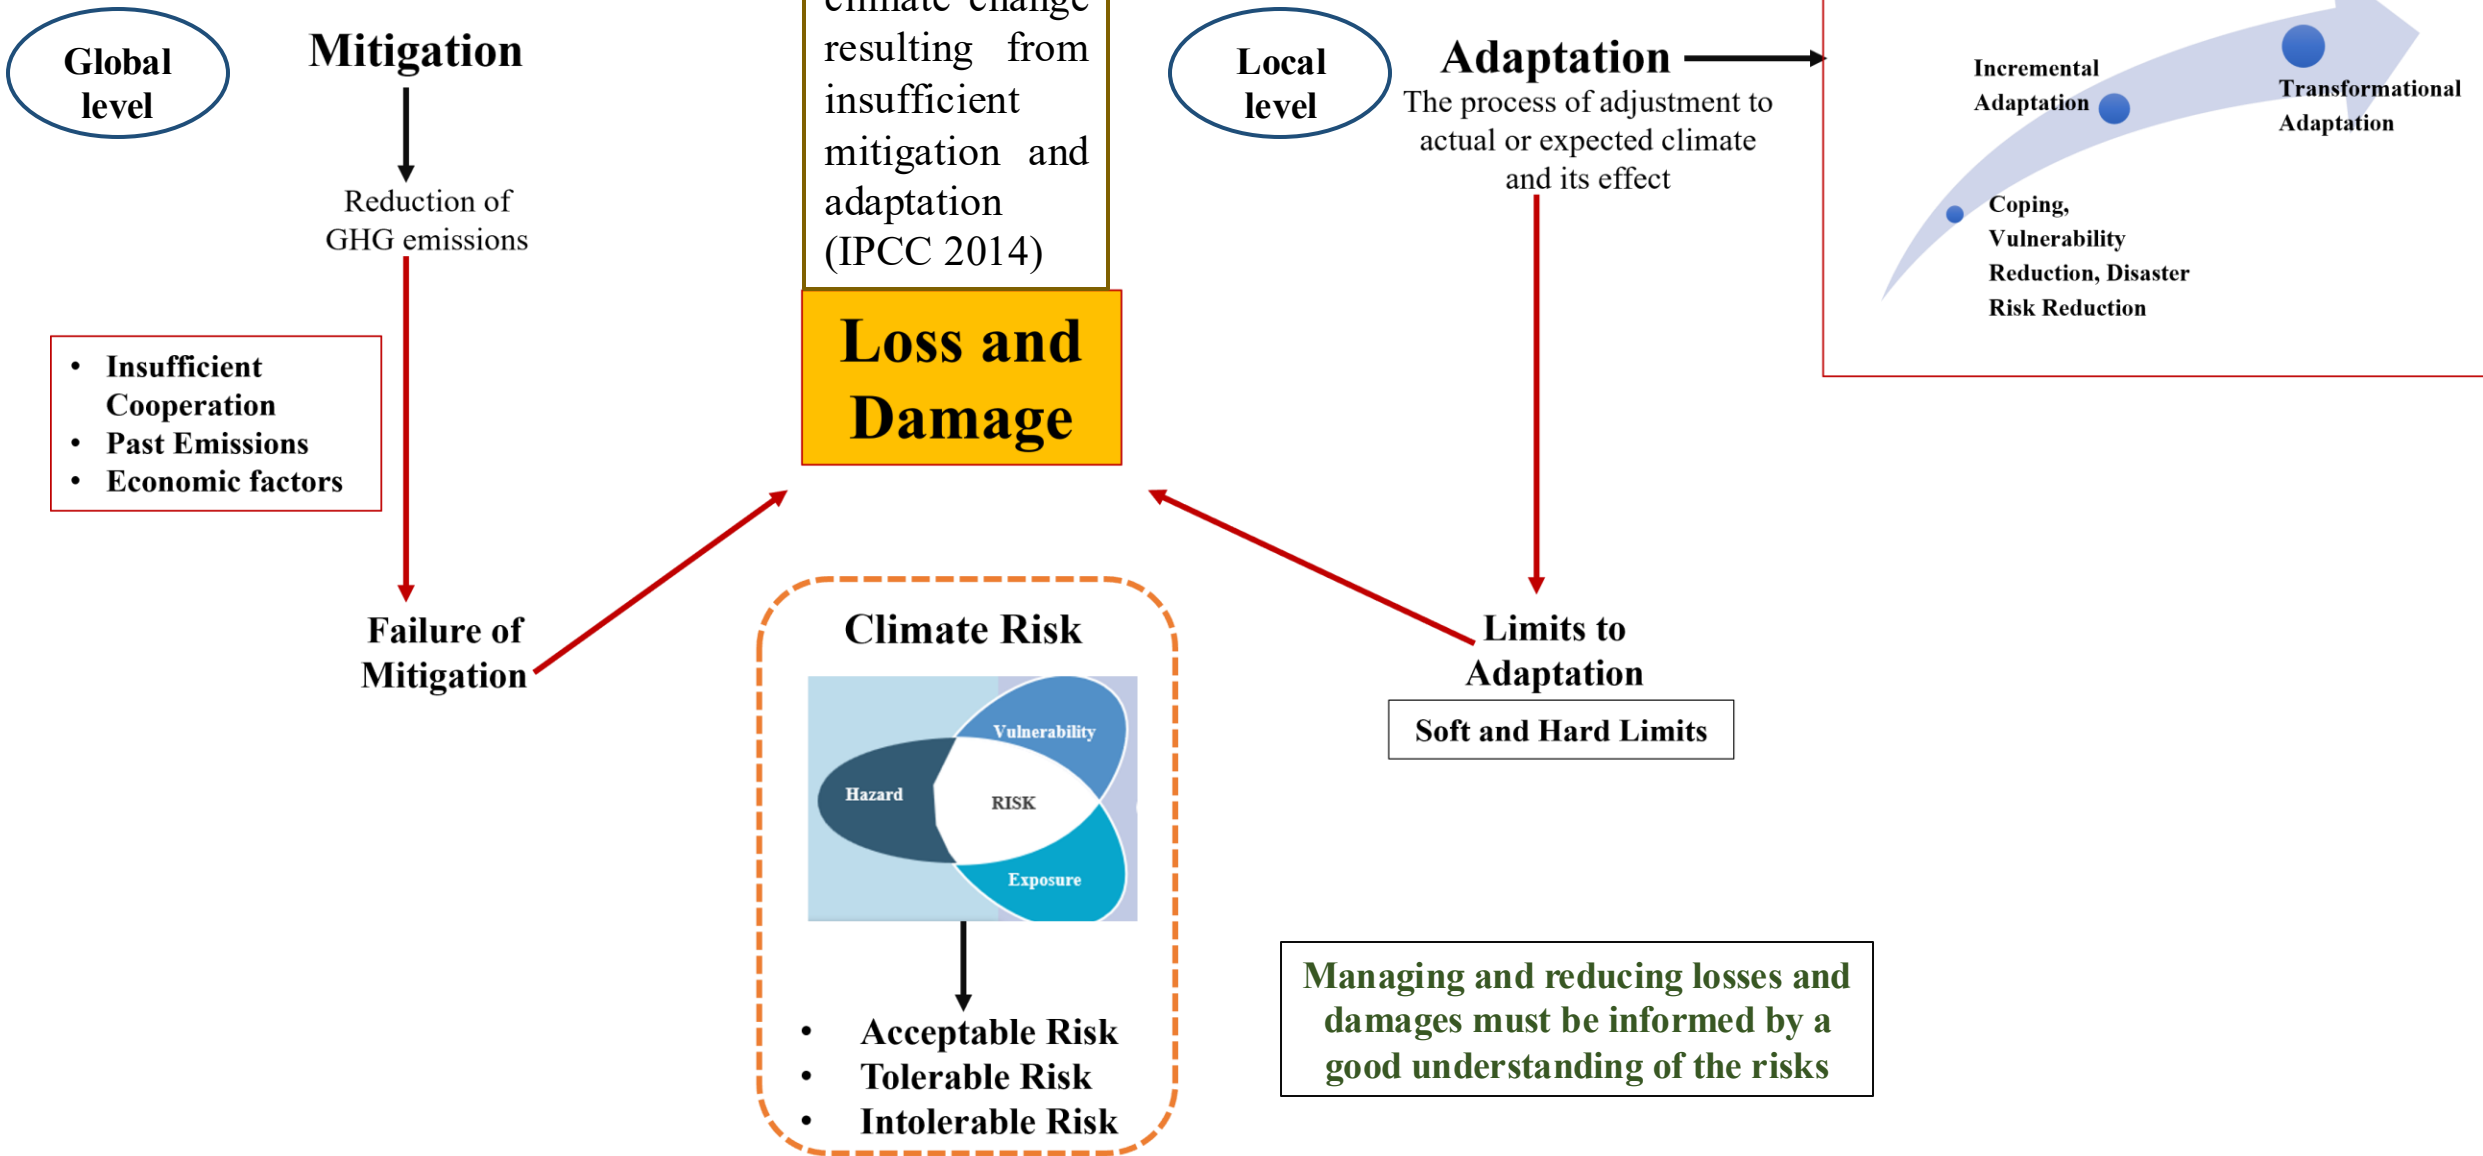 Global
level
Mitigation
Reduction of
GHG emissions
• Insufficient
Cooperation
• Past Emissions
• Economic factors
Failure of
Mitigation
climate change
resulting from
insufficient
mitigation and
adaptation
(IPCC 2014)
Loss and
Damage
Climate Risk
Vulnerability
Hazard
RISK
Exposure
• Acceptable Risk
• Tolerable Risk
• Intolerable Risk
Local
level
Adaptation
The process of adjustment to
actual or expected climate
and its effect
Limits to
Adaptation
Soft and Hard Limits
Incremental
Adaptation
Transformational
Adaptation
Coping,
Vulnerability
Reduction, Disaster
Risk Reduction
Managing and reducing losses and
damages must be informed by a
good understanding of the risks